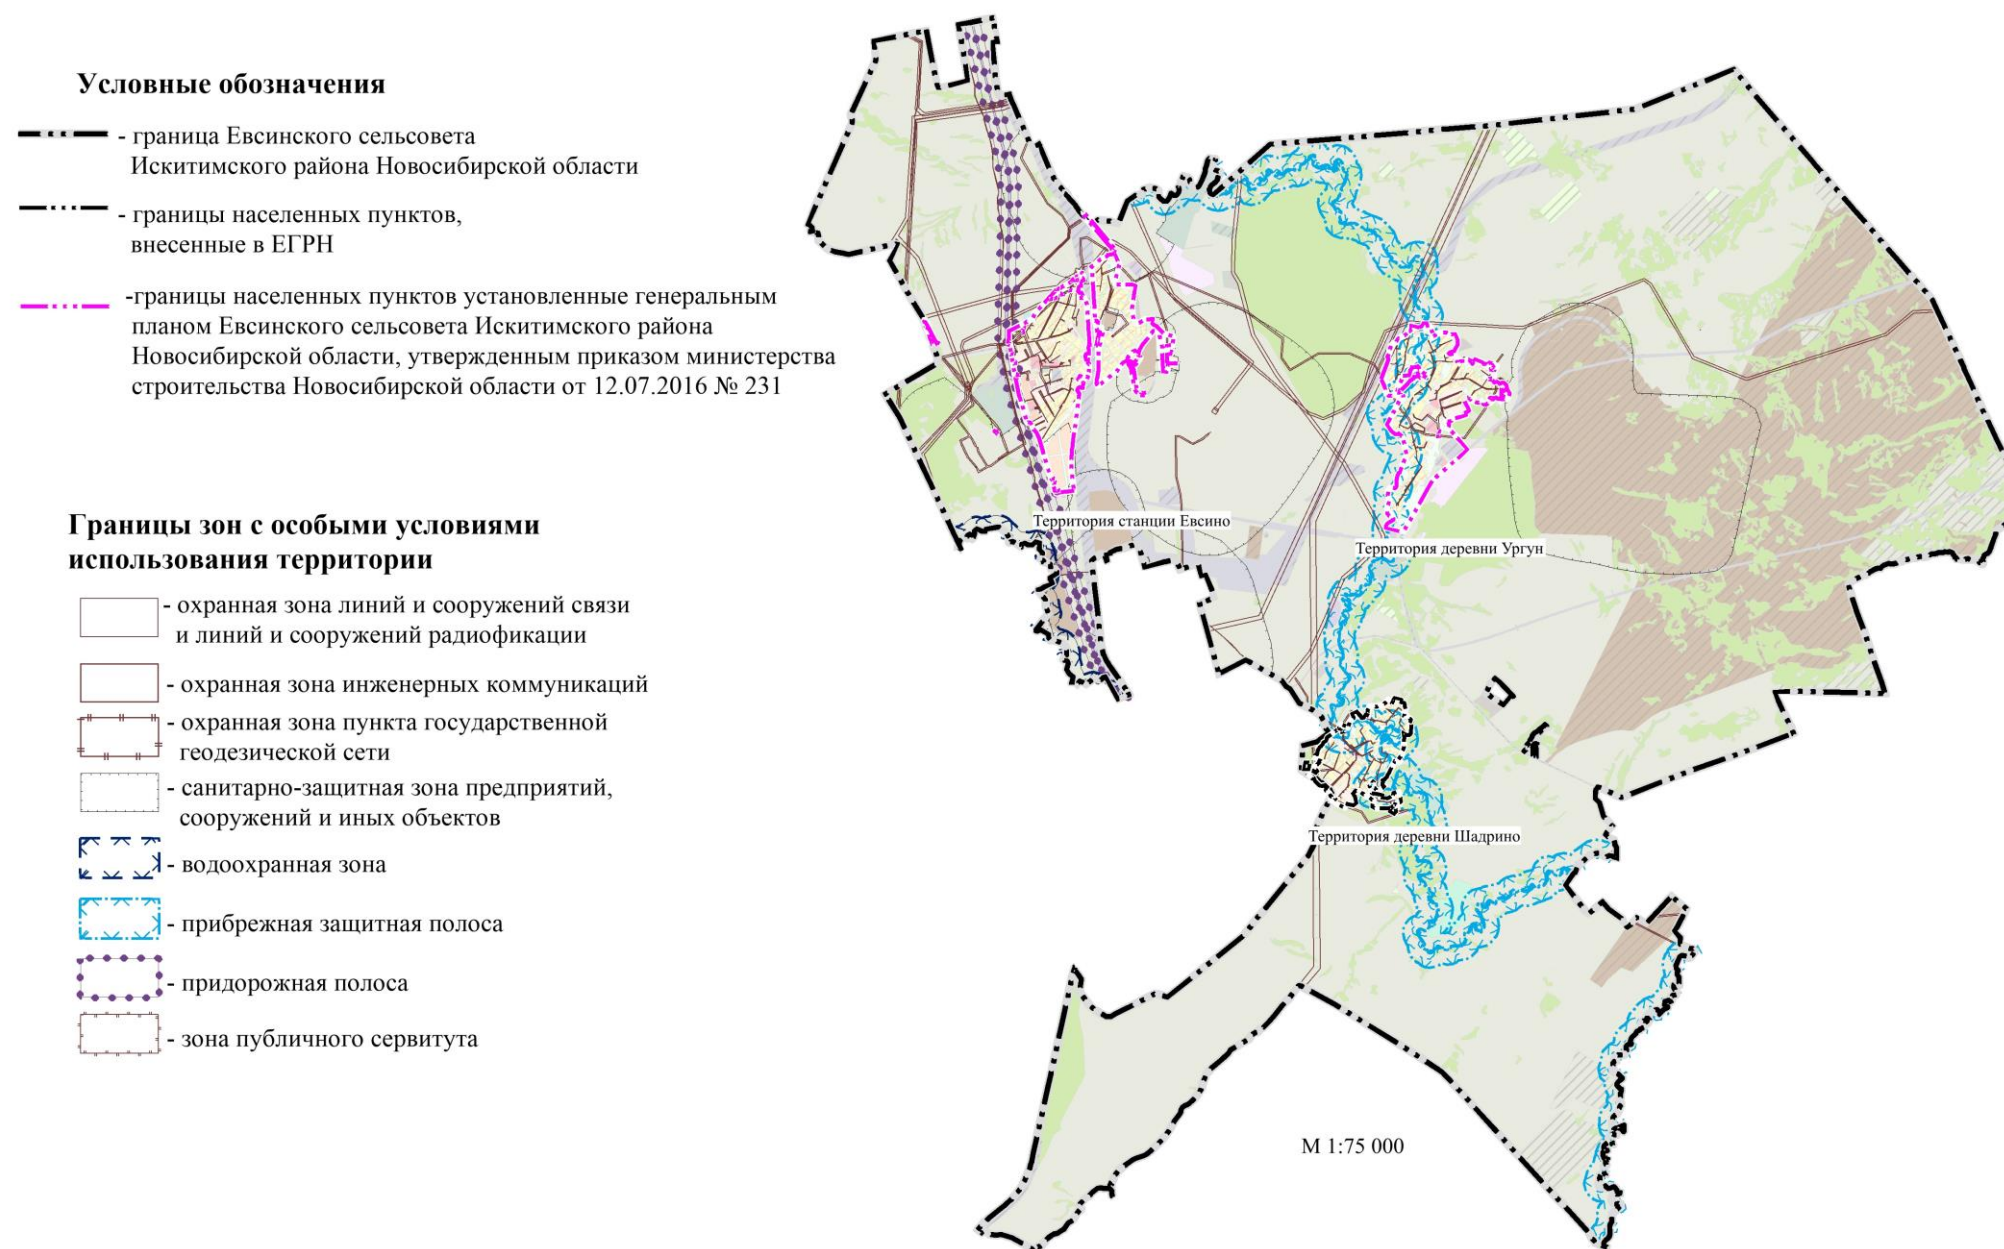 Условные обозначения
- граница Евсинского сельсовета
Искитимского района Новосибирской области
- границы населенных пунктов,
внесенные в ЕГРН
-границы населенных пунктов установленные генеральным
планом Евсинского сельсовета Искитимского района
Новосибирской области, утвержденным приказом министерства
строительства Новосибирской области от 12.07.2016 № 231
Границы зон с особыми условиями
использования территории
- охранная зона линий и сооружений связи
и линий и сооружений радиофикации
- охранная зона инженерных коммуникаций
- охранная зона пункта государственной
геодезической сети
- санитарно-защитная зона предприятий,
сооружений и иных объектов
- водоохранная зона
- прибрежная защитная полоса
- придорожная полоса
- зона публичного сервитута
Территория станции Евсино
Территория деревни Ургун
Территория деревни Шадрино
М 1:75 000